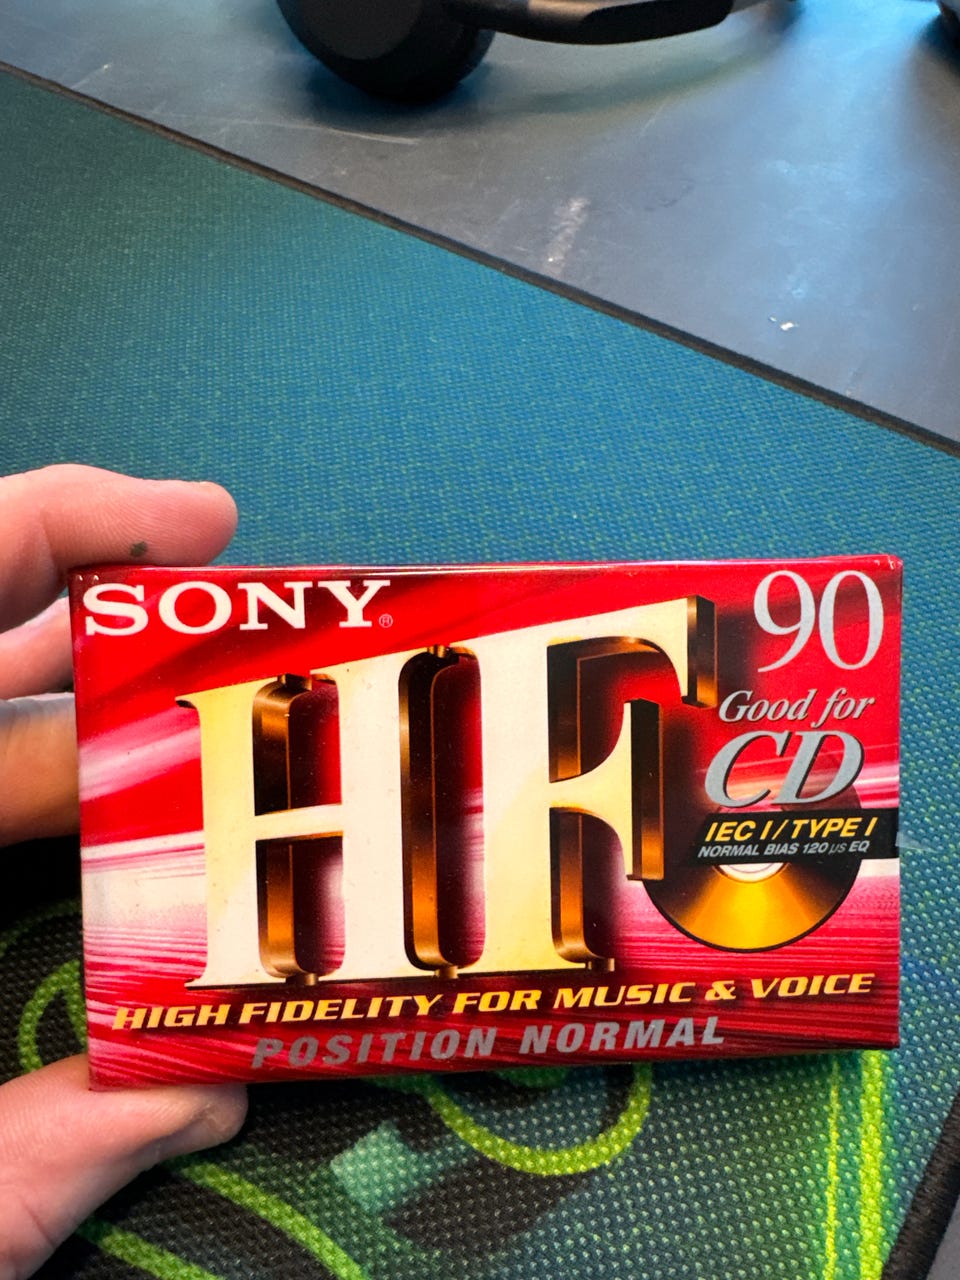 SONY®
HF
90
Good for
CD
IEC I / TYPE I
NORMAL BIAS 120 µs EQ
HIGH FIDELITY FOR MUSIC & VOICE
POSITION NORMAL